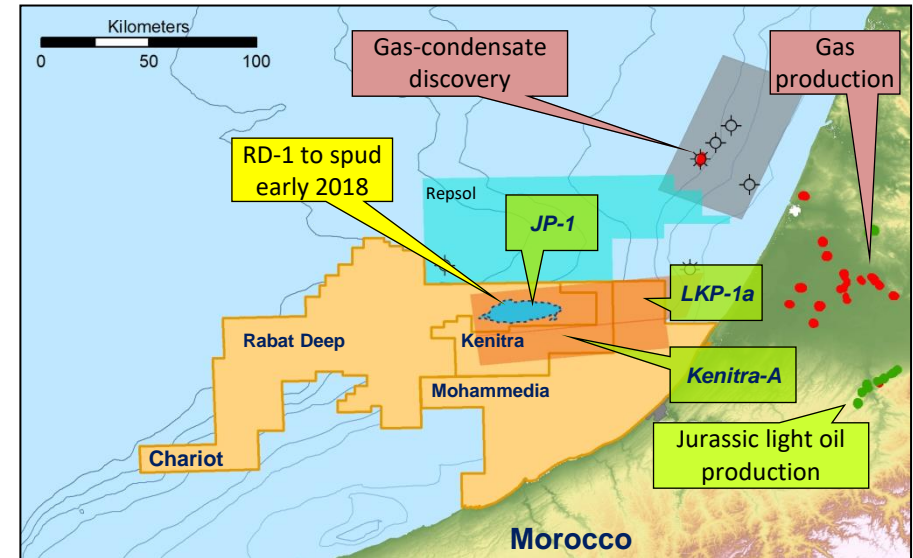 Kilometers
0 50 100
Gas-condensate
discovery
Gas
production
RD-1 to spud
early 2018
Repsol
JP-1
LKP-1a
Rabat Deep
Kenitra
Kenitra-A
Mohammedia
Chariot
Jurassic light oil
production
Morocco